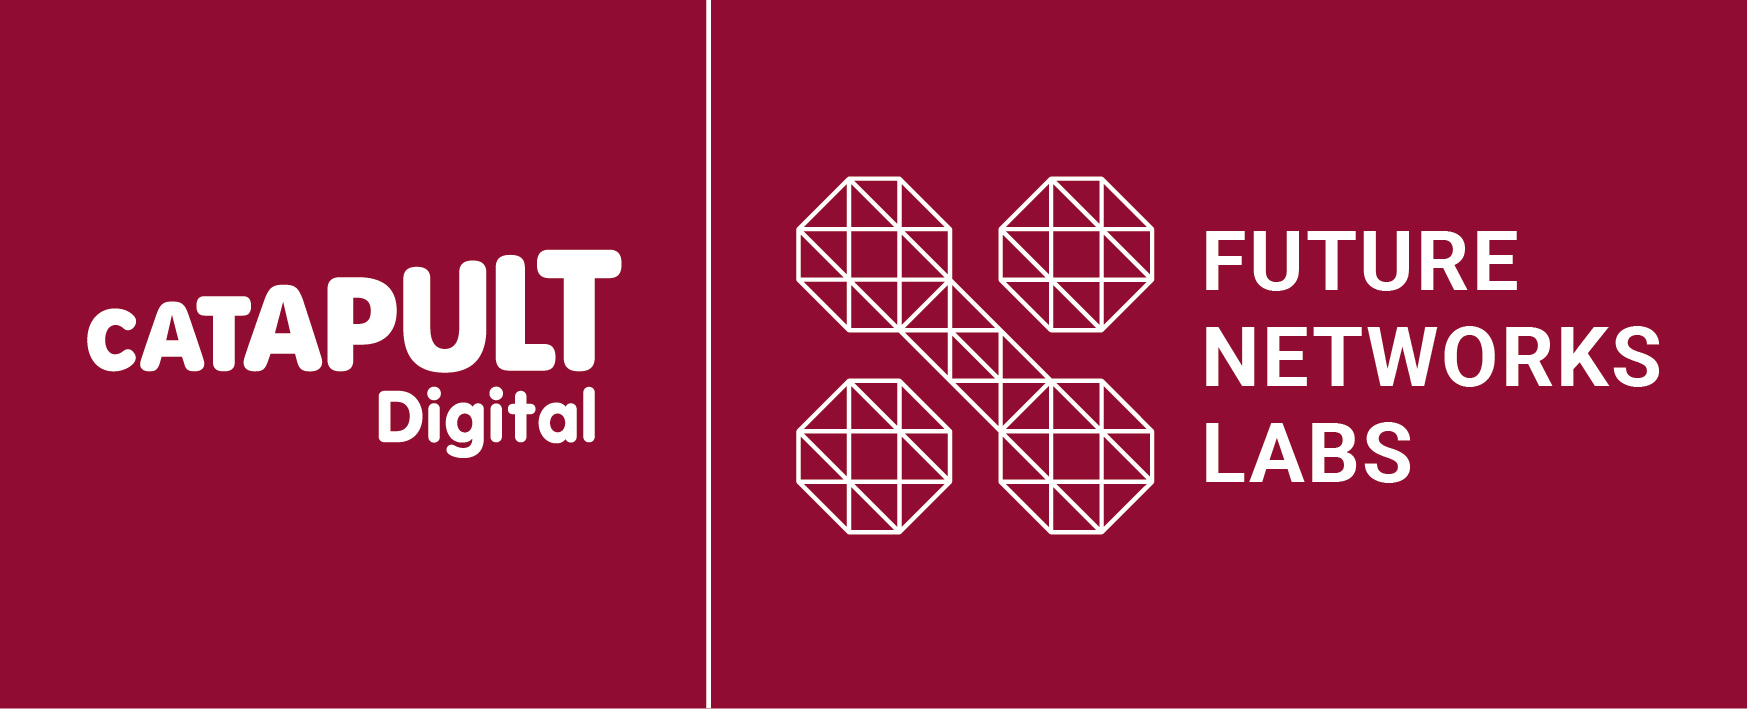 CATAPULT
Digital
FUTURE
NETWORKS
LABS